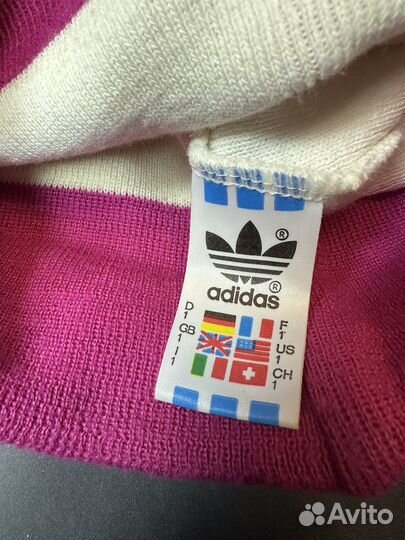 ®
adidas ®
D 1 F 1
GB 1 US 1
I 1 CH 1
Avito